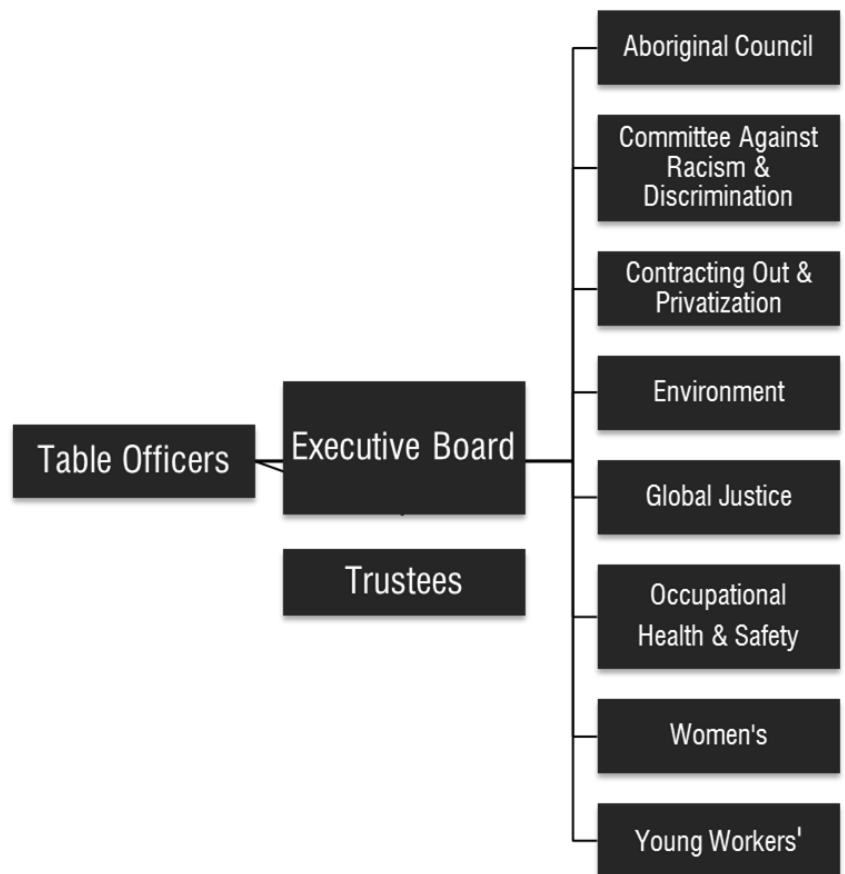 Aboriginal Council
Committee Against
Racism &
Discrimination
Contracting Out &
Privatization
Environment
Table Officers
Executive Board
Global Justice
Trustees
Occupational
Health & Safety
Women's
Young Workers'